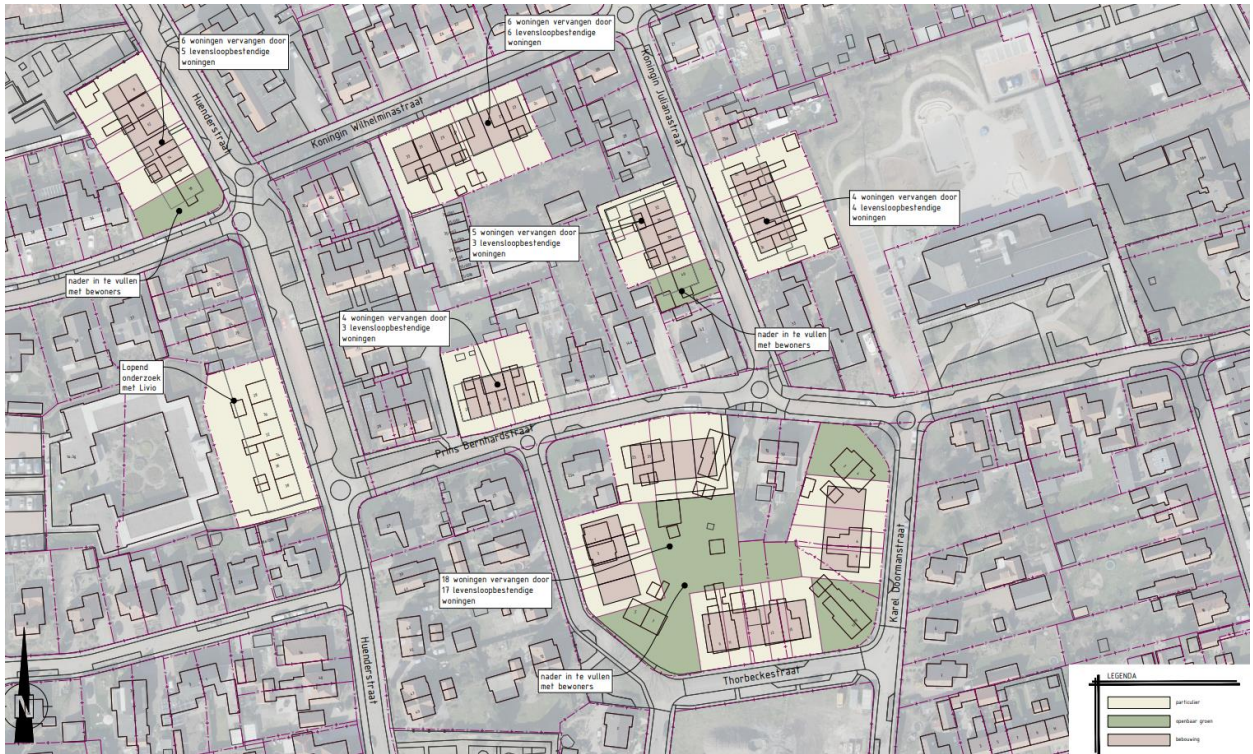 6 woningen vervangen door
6 levensloopbestendige
woningen
6 woningen vervangen door
5 levensloopbestendige
woningen
Huenderstraat
Koningin Wilhelminastraat
Koningin Julianastraat
4 woningen vervangen door
4 levensloopbestendige
woningen
5 woningen vervangen door
3 levensloopbestendige
woningen
nader in te vullen
met bewoners
4 woningen vervangen door
3 levensloopbestendige
woningen
nader in te vullen
met bewoners
Lopend
onderzoek
met Livio
Prins Bernhardstraat
18 woningen vervangen door
17 levensloopbestendige
woningen
Karel Doormanstraat
Huenderstraat
nader in te vullen
met bewoners
Thorbeckestraat
N
LEGENDA
particulier
openbaar groen
bebouwing